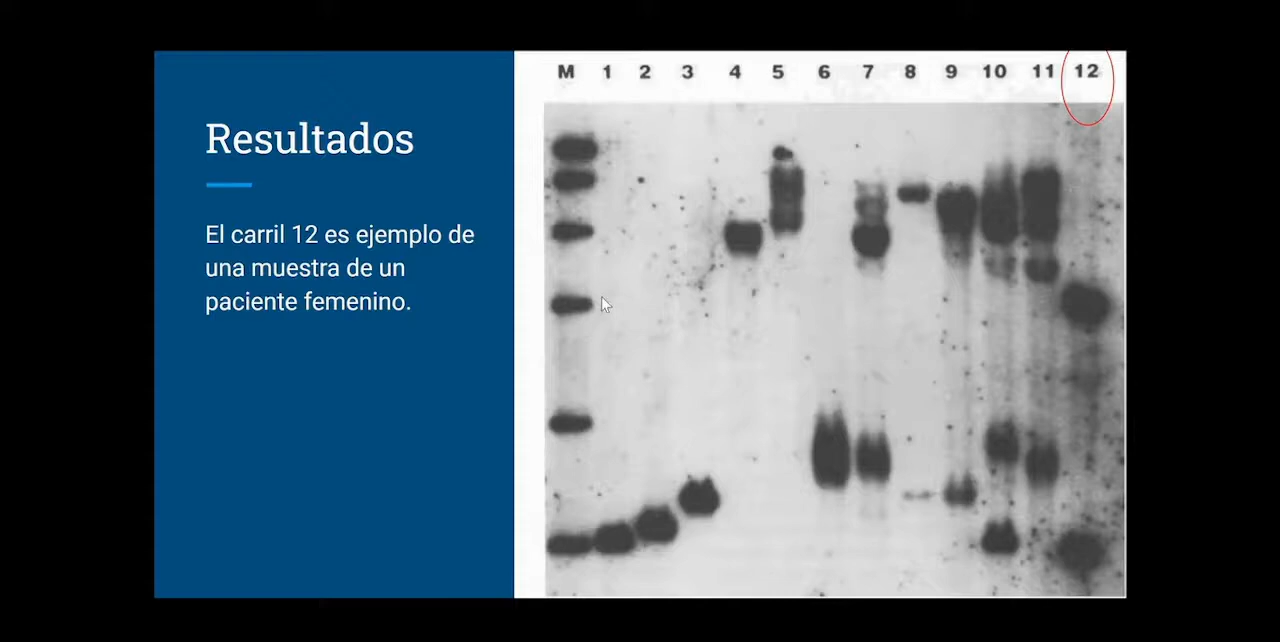 Resultados
El carril 12 es ejemplo de
una muestra de un
paciente femenino.
M 1 2 3 4 5 6 7 8 9 10 11 12